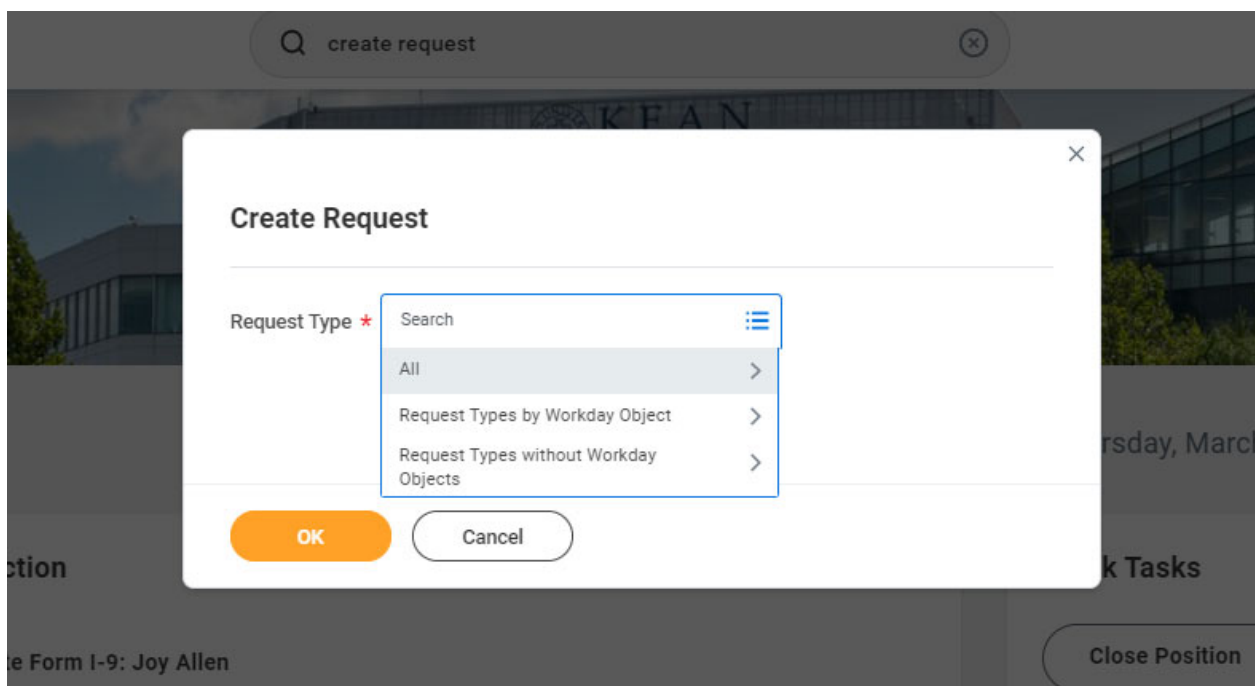 create request
KEAN
Create Request
Request Type *
Search
All
Request Types by Workday Object
Request Types without Workday
Objects
OK
Cancel
rsday, Marc
ction
k Tasks
te Form I-9: Joy Allen
Close Position